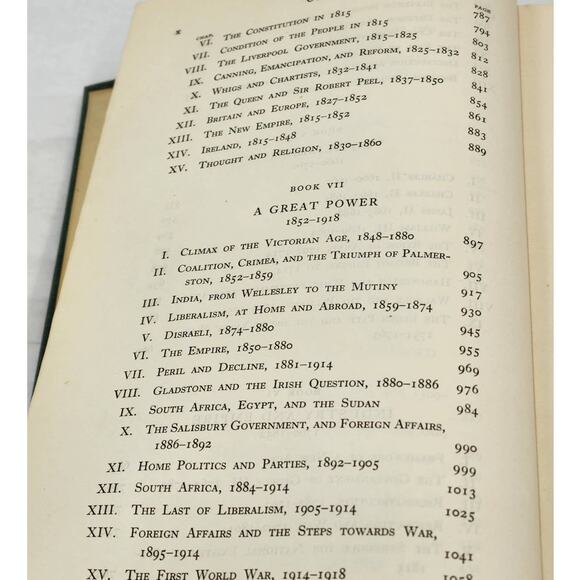 x
CHAP. PAGE
VI. The Constitution in 1815 787
VII. Condition of the People in 1815 794
VIII. The Liverpool Government, 1815-1825 803
IX. Canning, Emancipation, and Reform, 1825-1832 812
X. Whigs and Chartists, 1832-1841 828
XI. The Queen and Sir Robert Peel, 1837-1850 841
XII. Britain and Europe, 1827-1852 854
XIII. The New Empire, 1815-1852 861
XIV. Ireland, 1815-1848 883
XV. Thought and Religion, 1830-1860 889
BOOK VII
A GREAT POWER
1852-1918
I. Climax of the Victorian Age, 1848-1880 897
II. Coalition, Crimea, and the Triumph of Palmer-
ston, 1852-1859 905
III. India, from Wellesley to the Mutiny 917
IV. Liberalism, at Home and Abroad, 1859-1874 930
V. Disraeli, 1874-1880 945
VI. The Empire, 1850-1880 955
VII. Peril and Decline, 1881-1914 969
VIII. Gladstone and the Irish Question, 1880-1886 976
IX. South Africa, Egypt, and the Sudan 984
X. The Salisbury Government, and Foreign Affairs,
1886-1892 990
XI. Home Politics and Parties, 1892-1905 999
XII. South Africa, 1884-1914 1013
XIII. The Last of Liberalism, 1905-1914 1025
XIV. Foreign Affairs and the Steps towards War,
1895-1914 1041
XV. The First World War, 1914-1918 1058